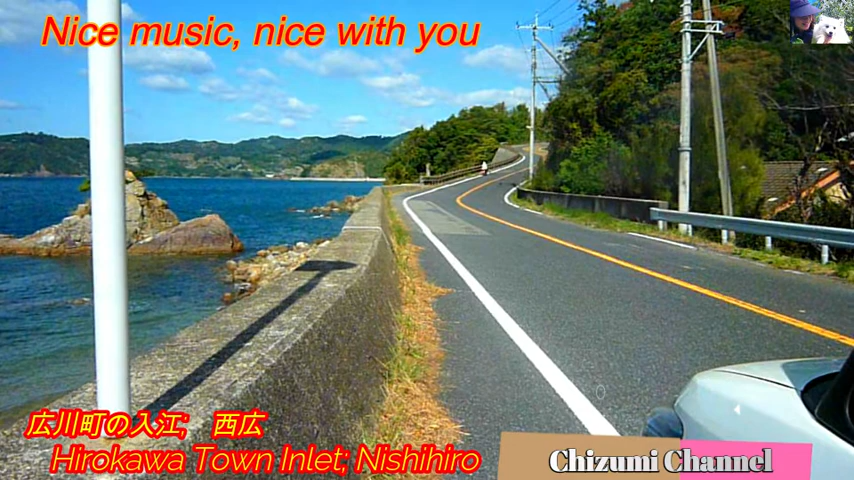 Nice music, nice with you
広川町の入江;　西広
Hirokawa Town Inlet; Nishihiro
Chizumi Channel